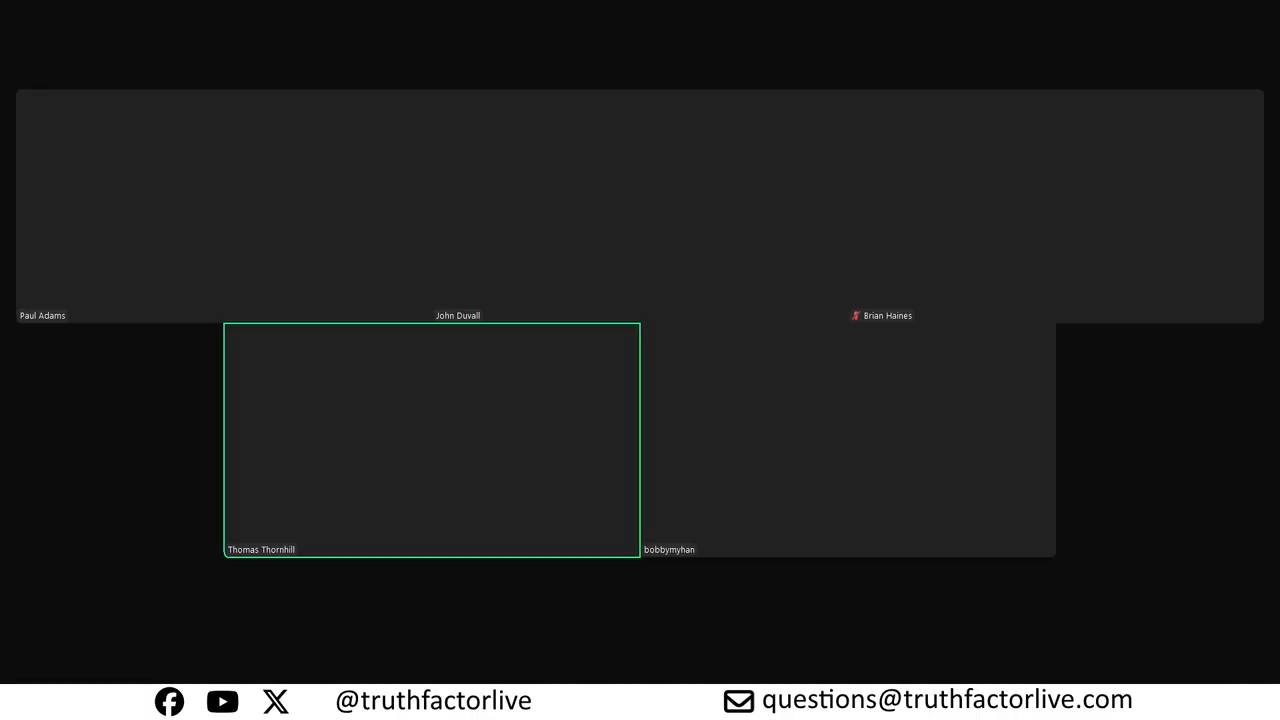 Paul Adams
John Duvall
Brian Haines
Thomas Thornhill
bobbymyhan
@truthfactorlive
questions@truthfactorlive.com